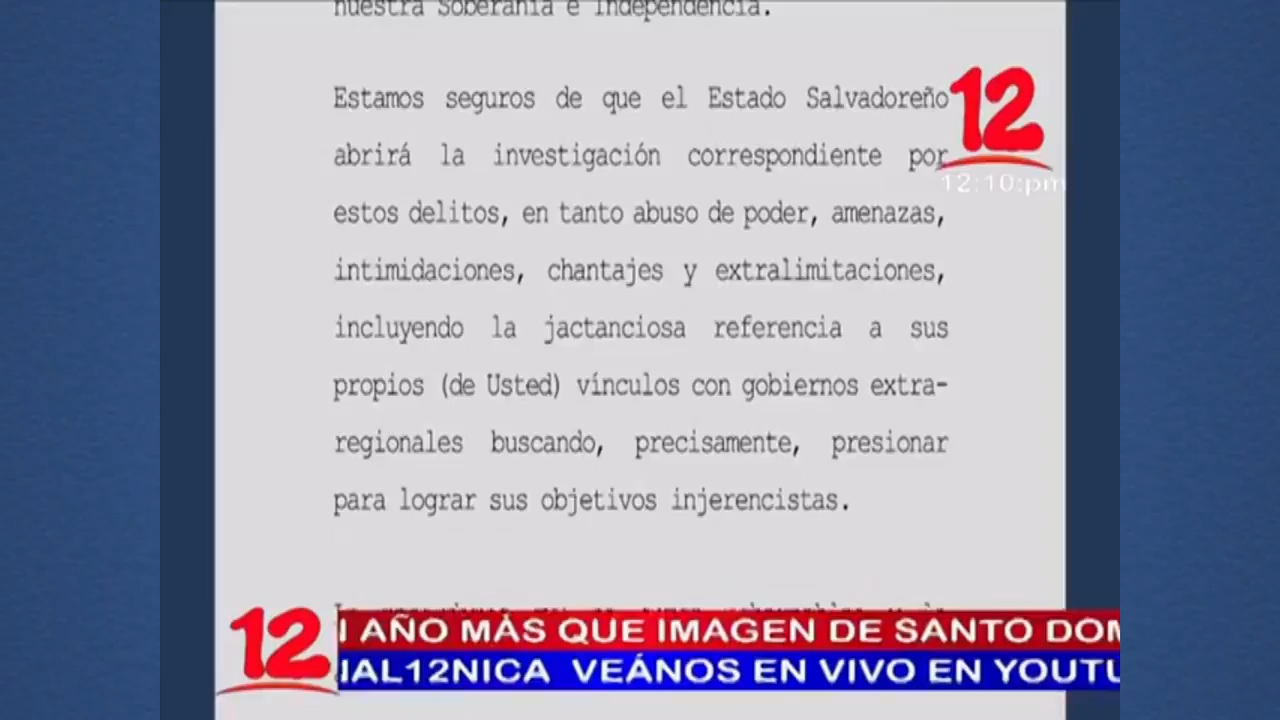 nuestra Soberanía e Independencia.
Estamos seguros de que el Estado Salvadoreño
abrirá la investigación correspondiente por
estos delitos, en tanto abuso de poder, amenazas,
intimidaciones, chantajes y extralimitaciones,
incluyendo la jactanciosa referencia a sus
propios (de Usted) vínculos con gobiernos extra-
regionales buscando, precisamente, presionar
para lograr sus objetivos injerencistas.
12
12:10:pm
12
AÑO MÁS QUE IMAGEN DE SANTO DOM
IAL12NICA VEÁNOS EN VIVO EN YOUTU